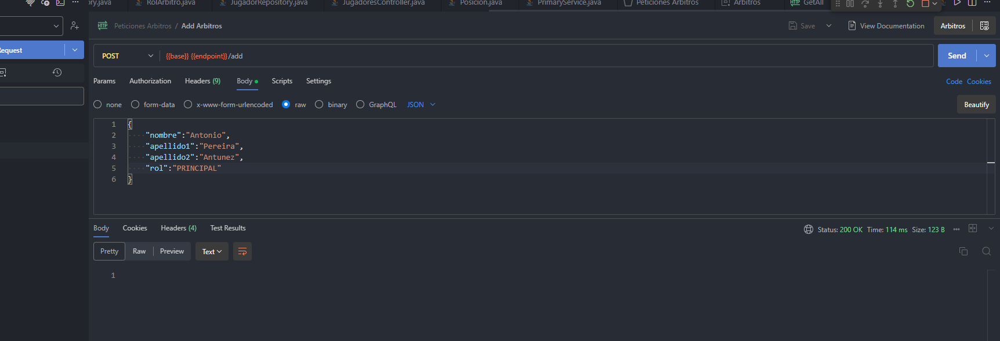 ory.java RolArbitro.java JugadorRepository.java JugadoresController.java Posicion.java PrimaryService.java Peticiones Arbitros Arbitros HTTP GetAll
HTTP Peticiones Arbitros / Add Arbitros Save View Documentation Arbitros
Request POST {{base}} {{endpoint}}/add Send
Params Authorization Headers (9) Body Scripts Settings Code Cookies
none form-data x-www-form-urlencoded raw binary GraphQL JSON Beautify
1 {
2 "nombre":"Antonio",
3 "apellido1":"Pereira",
4 "apellido2":"Antunez",
5 "rol":"PRINCIPAL"
6 }
Body Cookies Headers (4) Test Results Status: 200 OK Time: 114 ms Size: 123 B
Pretty Raw Preview Text
1